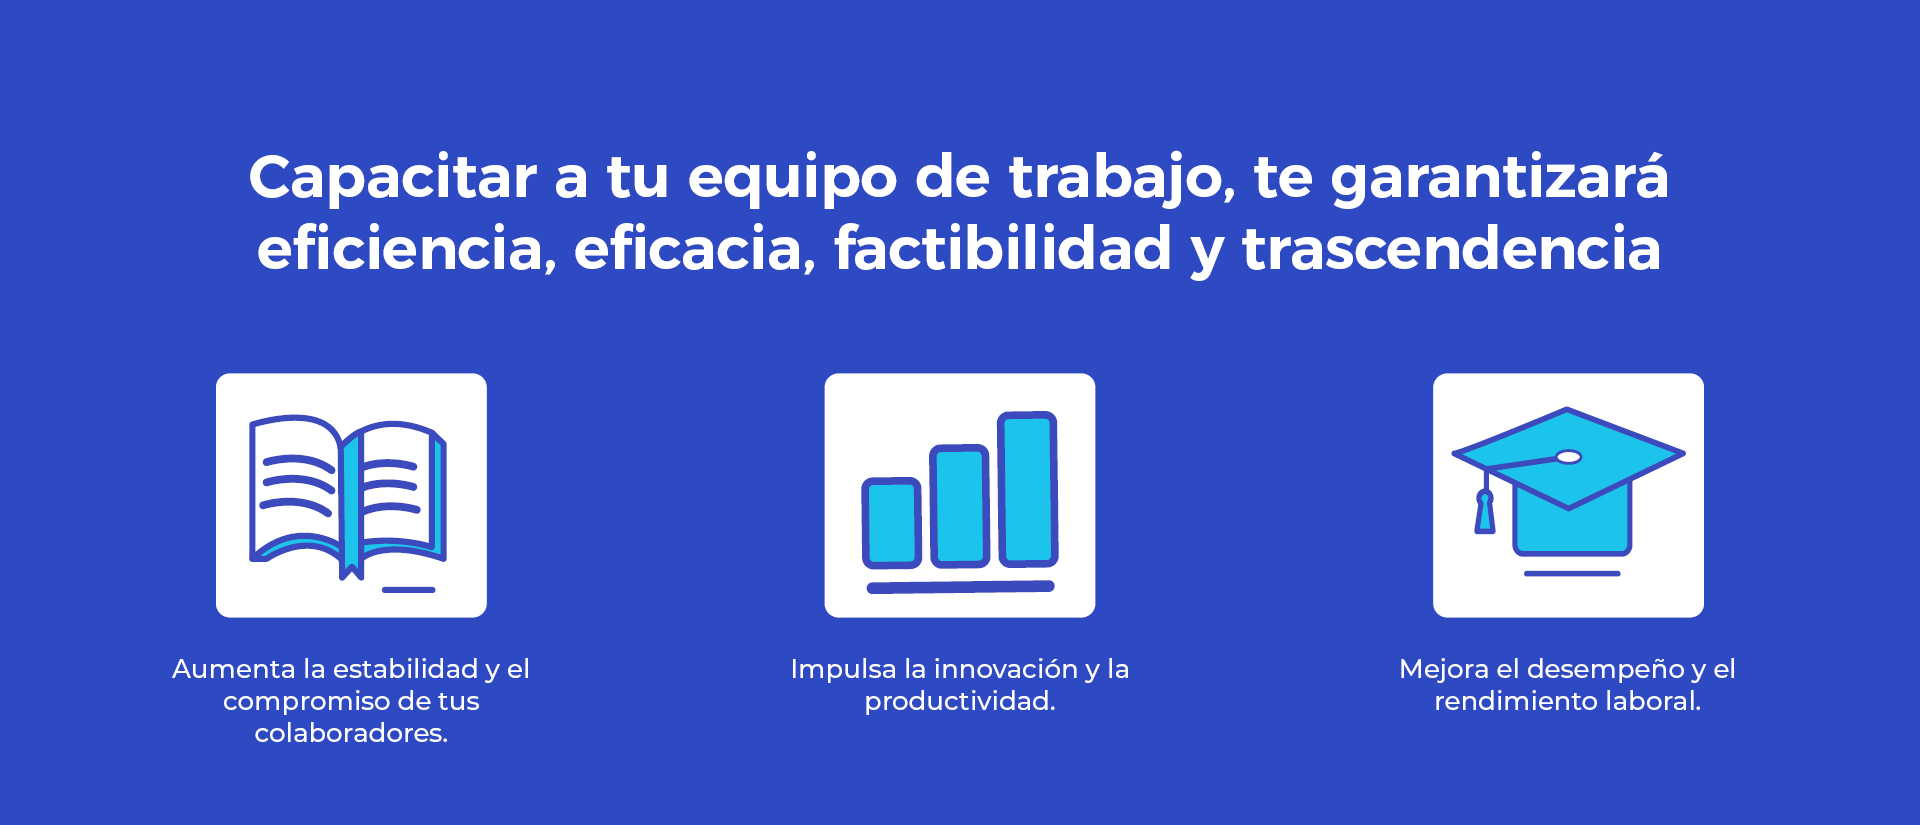 Capacitar a tu equipo de trabajo, te garantizará
eficiencia, eficacia, factibilidad y trascendencia
Aumenta la estabilidad y el
compromiso de tus
colaboradores.
Impulsa la innovación y la
productividad.
Mejora el desempeño y el
rendimiento laboral.